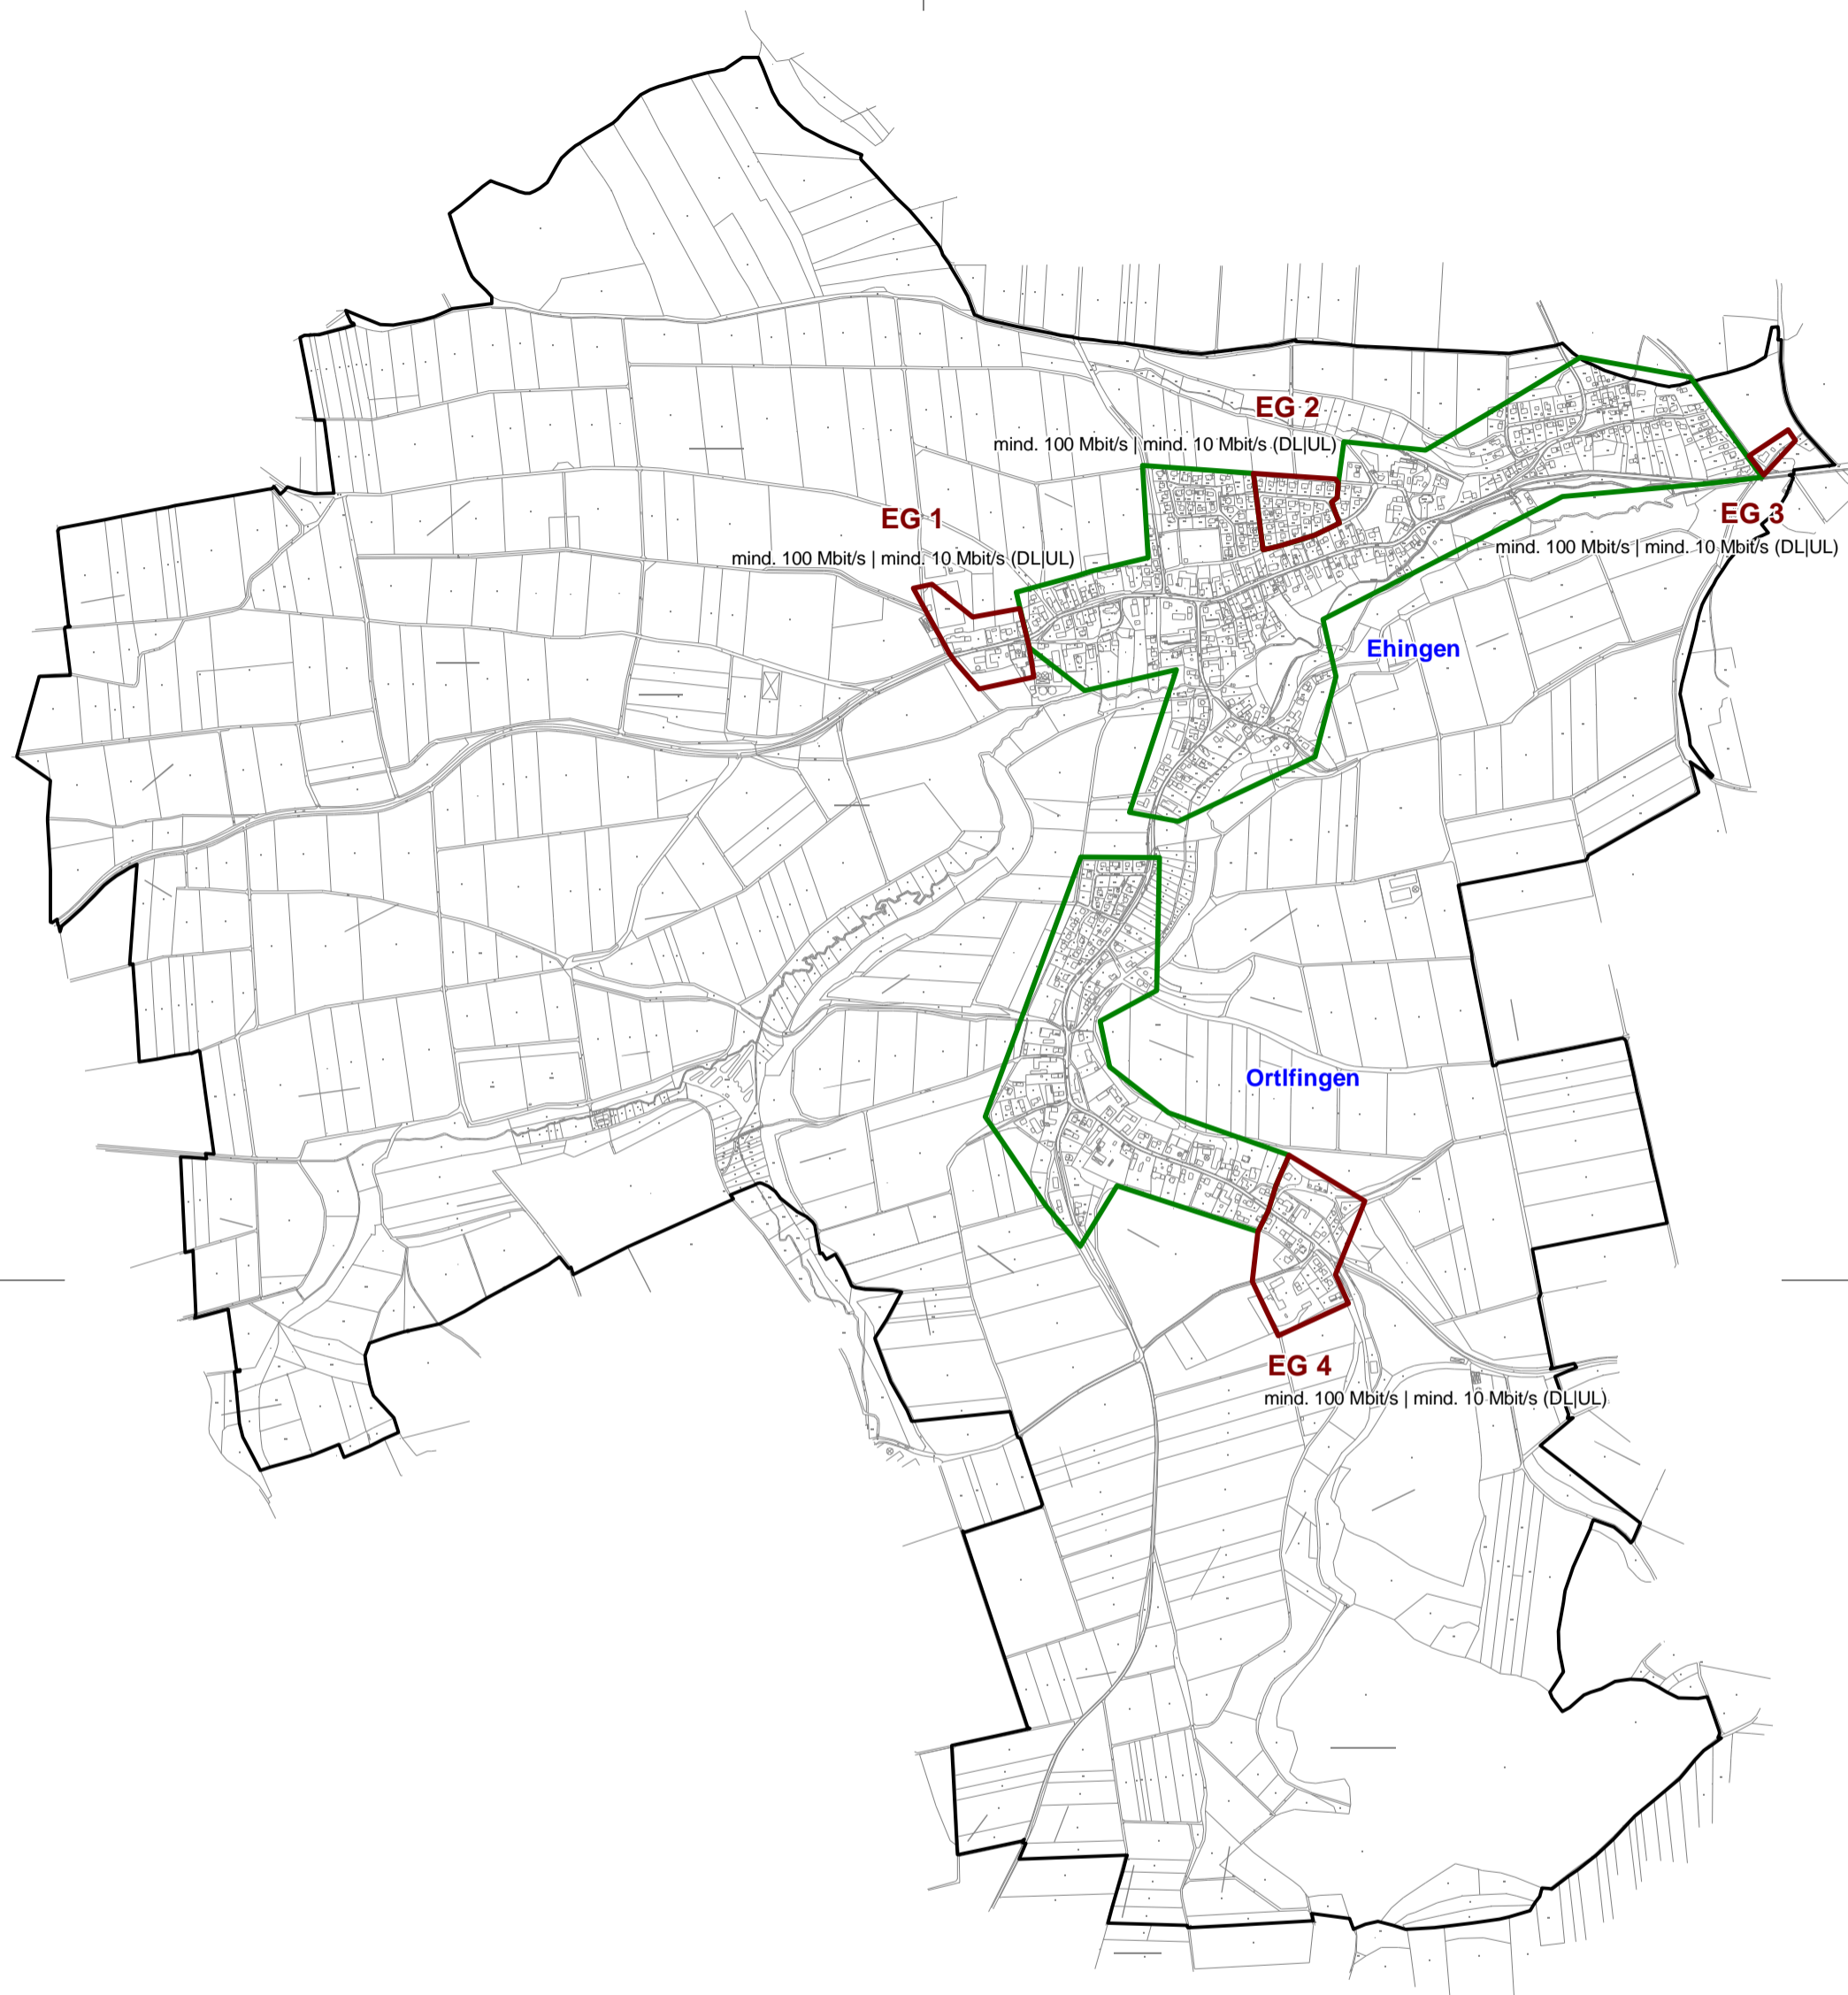 EG 2
mind. 100 Mbit/s | mind. 10 Mbit/s (DL|UL)
EG 1
mind. 100 Mbit/s | mind. 10 Mbit/s (DL|UL)
EG 3
mind. 100 Mbit/s | mind. 10 Mbit/s (DL|UL)
Ehingen
Ortlfingen
EG 4
mind. 100 Mbit/s | mind. 10 Mbit/s (DL|UL)